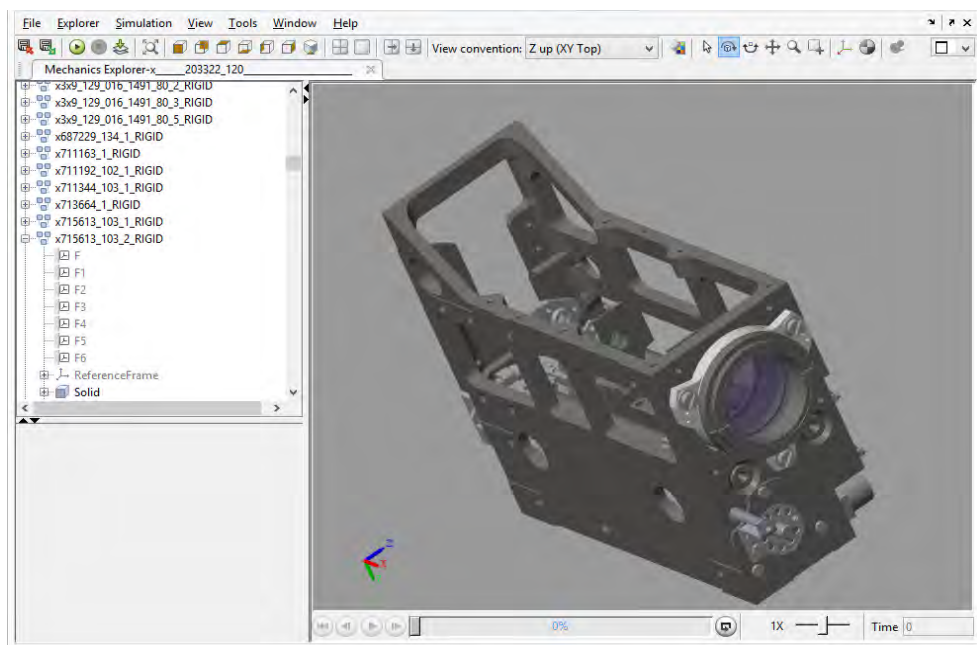 File Explorer Simulation View Tools Window Help
View convention: Z up (XY Top)
Mechanics Explorer-x_____203322_120_______________
x3x9_129_016_1491_80_2_RIGID
x3x9_129_016_1491_80_3_RIGID
x3x9_129_016_1491_80_5_RIGID
x687229_134_1_RIGID
x711163_1_RIGID
x711192_102_1_RIGID
x711344_103_1_RIGID
x713664_1_RIGID
x715613_103_1_RIGID
x715613_103_2_RIGID
F
F1
F2
F3
F4
F5
F6
ReferenceFrame
Solid
Z
X
0% 1X Time 0